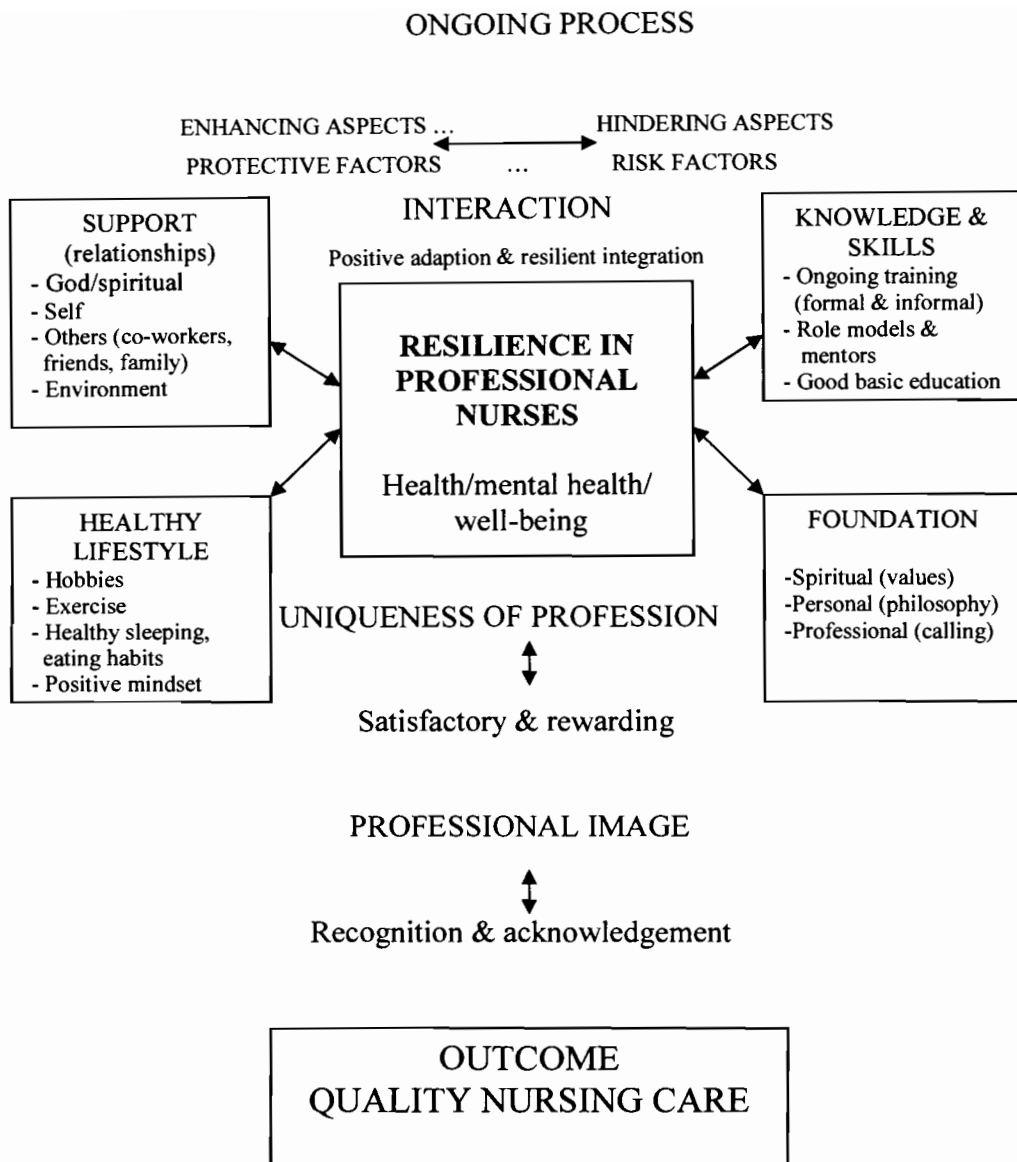 ONGOING PROCESS
ENHANCING ASPECTS ... HINDERING ASPECTS
PROTECTIVE FACTORS ... RISK FACTORS
INTERACTION
Positive adaption & resilient integration
SUPPORT
(relationships)
- God/spiritual
- Self
- Others (co-workers,
friends, family)
- Environment
RESILIENCE IN
PROFESSIONAL
NURSES
Health/mental health/
well-being
KNOWLEDGE &
SKILLS
- Ongoing training
(formal & informal)
- Role models &
mentors
- Good basic education
HEALTHY
LIFESTYLE
- Hobbies
- Exercise
- Healthy sleeping,
eating habits
- Positive mindset
FOUNDATION
-Spiritual (values)
-Personal (philosophy)
-Professional (calling)
UNIQUENESS OF PROFESSION
Satisfactory & rewarding
PROFESSIONAL IMAGE
Recognition & acknowledgement
OUTCOME
QUALITY NURSING CARE